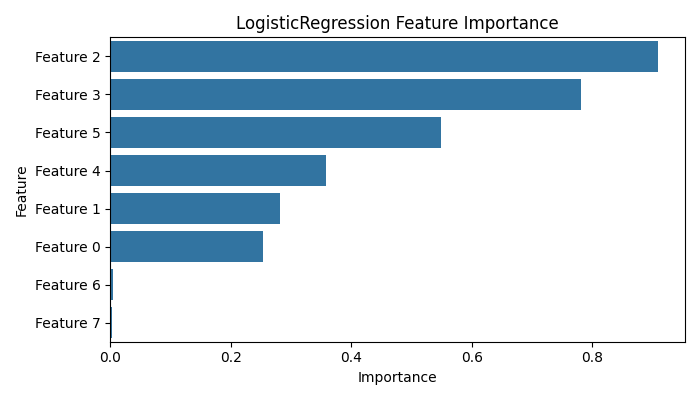 LogisticRegression Feature Importance
Feature 2
Feature 3
Feature 5
Feature 4
Feature 1
Feature 0
Feature 6
Feature 7
Feature
0.0 0.2 0.4 0.6 0.8
Importance